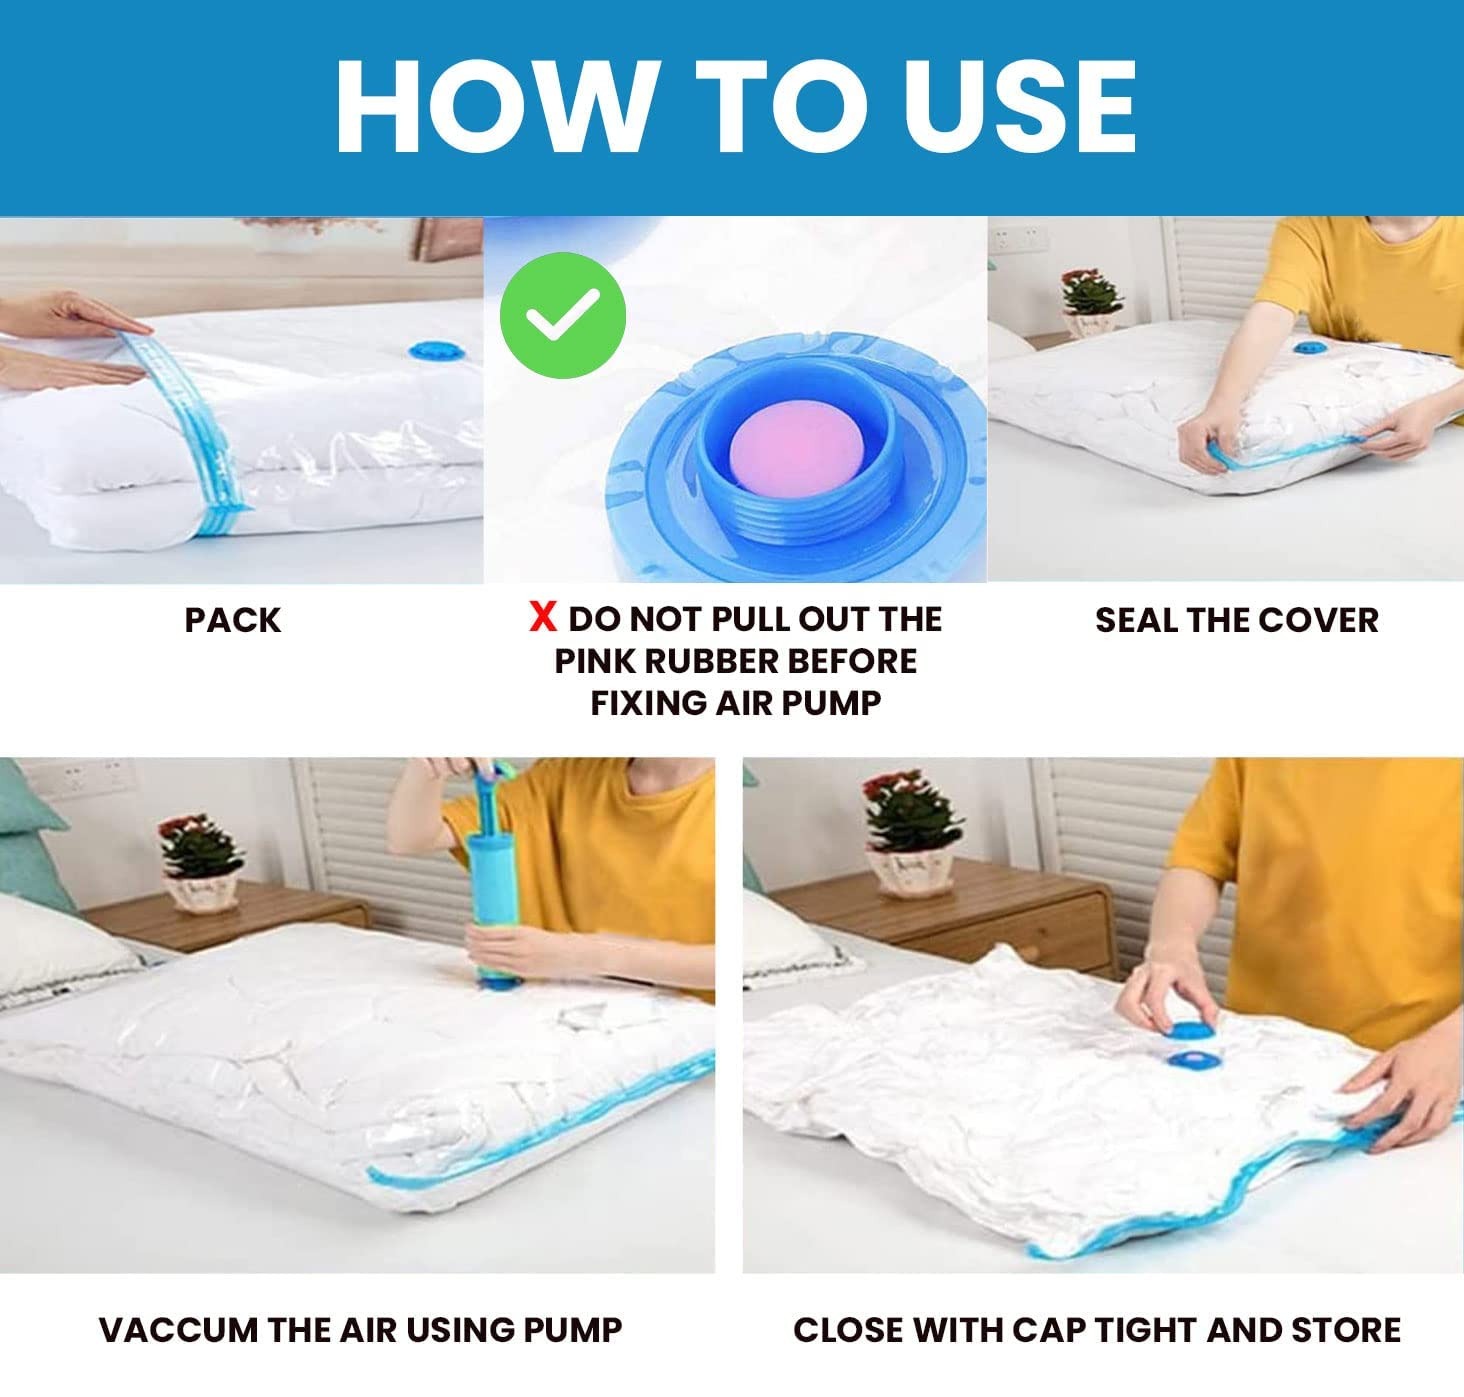 HOW TO USE
PACK
X DO NOT PULL OUT THE
PINK RUBBER BEFORE
FIXING AIR PUMP
SEAL THE COVER
VACCUM THE AIR USING PUMP
CLOSE WITH CAP TIGHT AND STORE